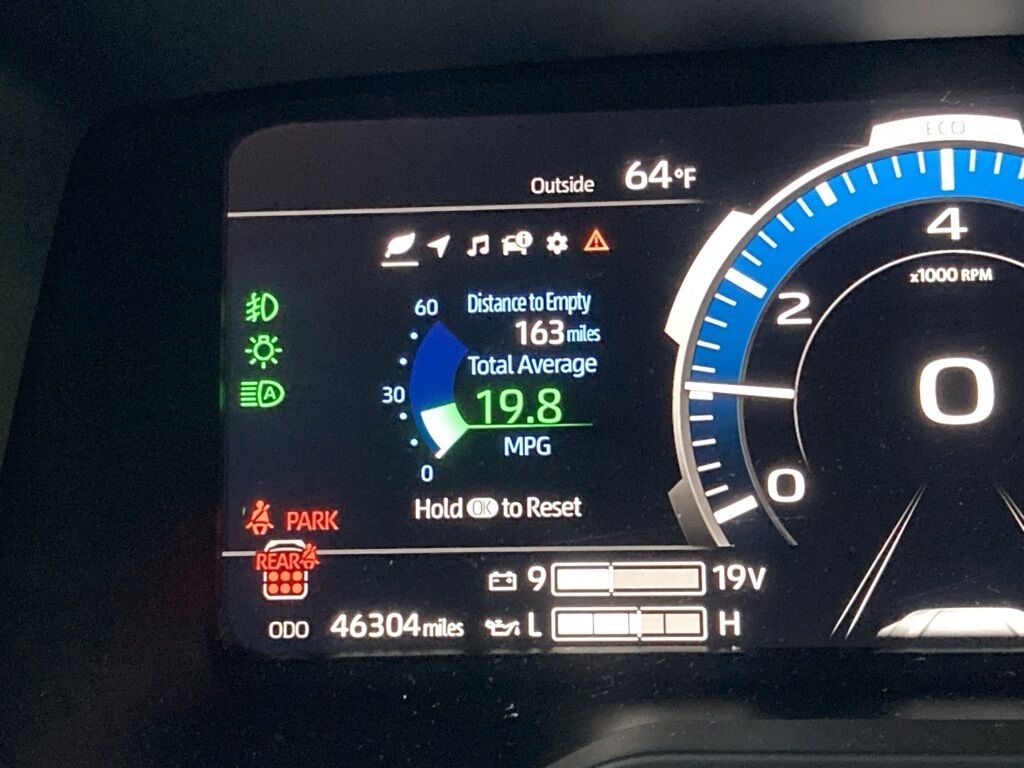 ECO
Outside 64°F
4
x1000 RPM
2
0
0
60
30
0
Distance to Empty
163 miles
Total Average
19.8
MPG
Hold OK to Reset
A
PARK
REAR
9 19V
ODO 46304 miles
L H